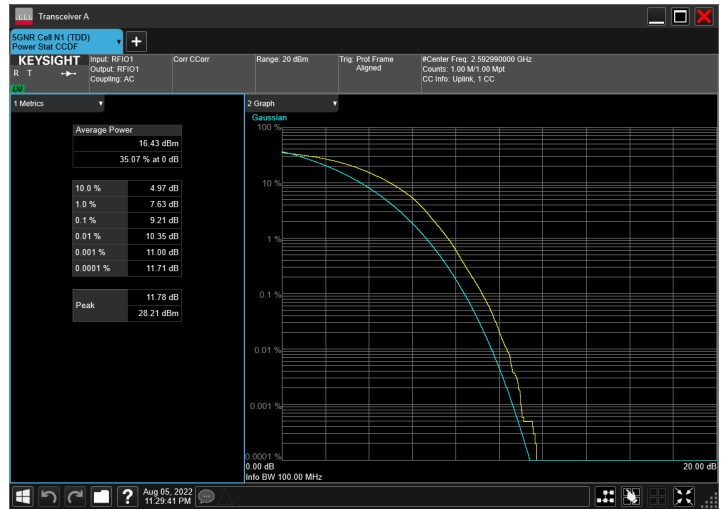 Transceiver A
5GNR Cell N1 (TDD)
Power Stat CCDF
KEYSIGHT
R T
LXI
Input: RFIO1
Output: RFIO1
Coupling: AC
Corr CCorr
Range: 20 dBm
Trig: Prot Frame
Aligned
#Center Freq: 2.592990000 GHz
Counts: 1.00 M/1.00 Mpt
CC Info: Uplink, 1 CC
1 Metrics
Average Power
16.43 dBm
35.07 % at 0 dB
10.0 % 4.97 dB
1.0 % 7.63 dB
0.1 % 9.21 dB
0.01 % 10.35 dB
0.001 % 11.00 dB
0.0001 % 11.71 dB
Peak 11.78 dB
28.21 dBm
2 Graph
Gaussian
100 %
10 %
1 %
0.1 %
0.01 %
0.001 %
0.0001 %
0.00 dB 20.00 dB
Info BW 100.00 MHz
Aug 05, 2022
11:29:41 PM